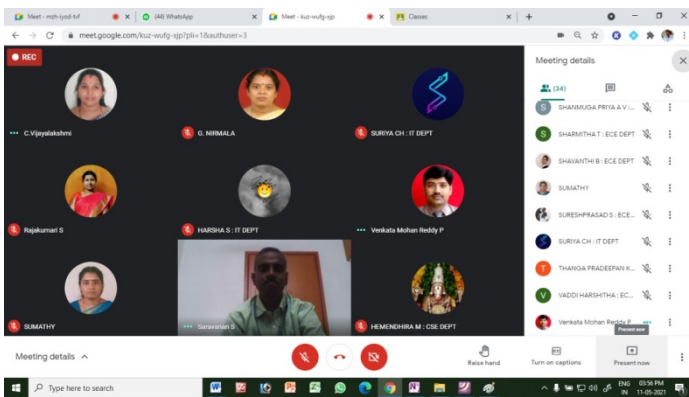 Meet - mzh-iyod-tvf
(44) WhatsApp
Meet - kuz-wufg-xjp
Classes
meet.google.com/kuz-wufg-xjp?pli=1&authuser=3
REC
Meeting details
(34)
C.Vijayalakshmi
G. NIRMALA
SURIYA CH : IT DEPT
Rajakumari S
HARSHA S : IT DEPT
Venkata Mohan Reddy P
SUMATHY
Saravanan S
HEMENDHIRA M : CSE DEPT
S SHANMUGA PRIYA A V :...
S SHARMITHA T : ECE DEPT
SHAVANTHI B : ECE DEPT
SUMATHY
SURESHPRASAD S : ECE...
SURIYA CH : IT DEPT
T THANGA PRADEEPAN K...
V VADDI HARSHITHA : EC...
Venkata Mohan Reddy P
Present now
Meeting details
Raise hand
Turn on captions
Present now
Type here to search
ENG 03:56 PM
IN 11-05-2021